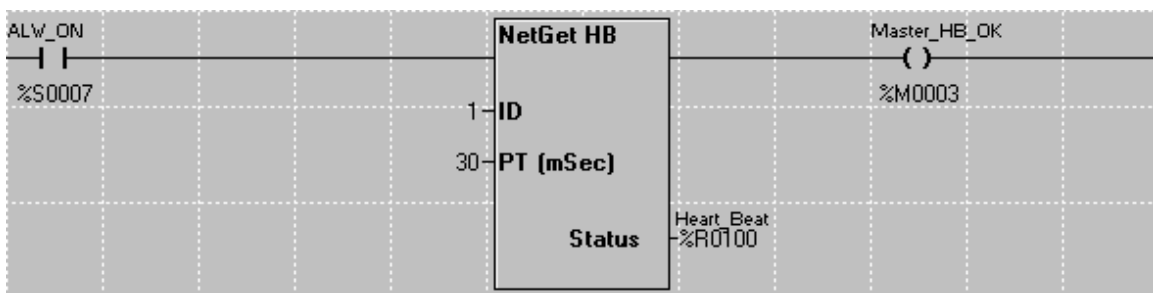 ALW_ON
NetGet HB
Master_HB_OK
%S0007
%M0003
1
ID
30
PT (mSec)
Heart_Beat
Status
%R0100